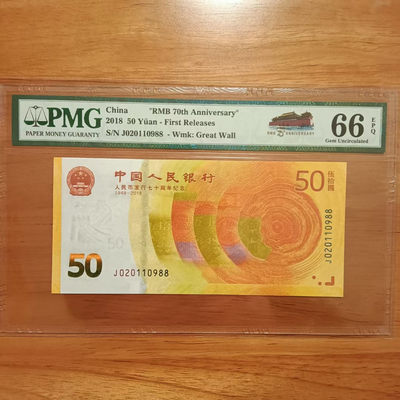 PMG
PAPER MONEY GUARANTY
China "RMB 70th Anniversary"
2018 50 Yüan - First Releases
S/N J020110988 - Wmk: Great Wall
66 EPQ
Gem Uncirculated
中国人民银行
人民币发行七十周年纪念
1948-2018
50 伍拾圆
50
J020110988
J020110988